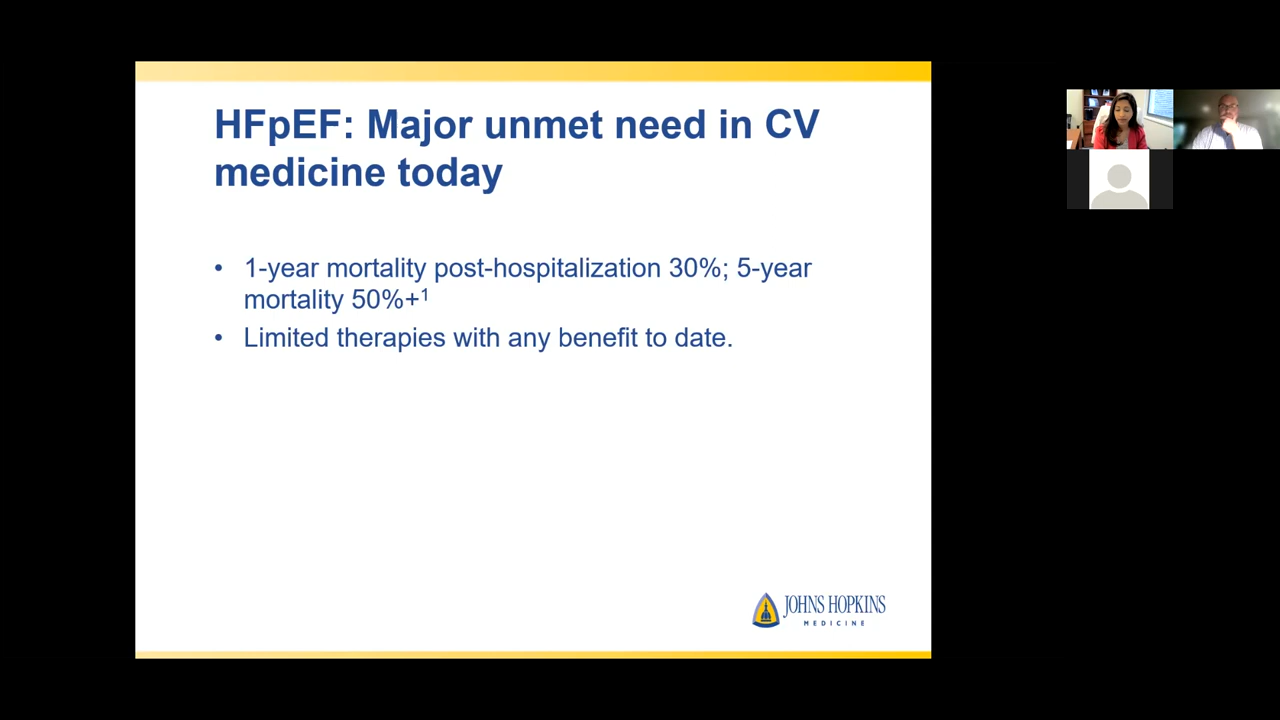 HFpEF: Major unmet need in CV
medicine today
• 1-year mortality post-hospitalization 30%; 5-year
mortality 50%+¹
• Limited therapies with any benefit to date.
JOHNS HOPKINS
MEDICINE